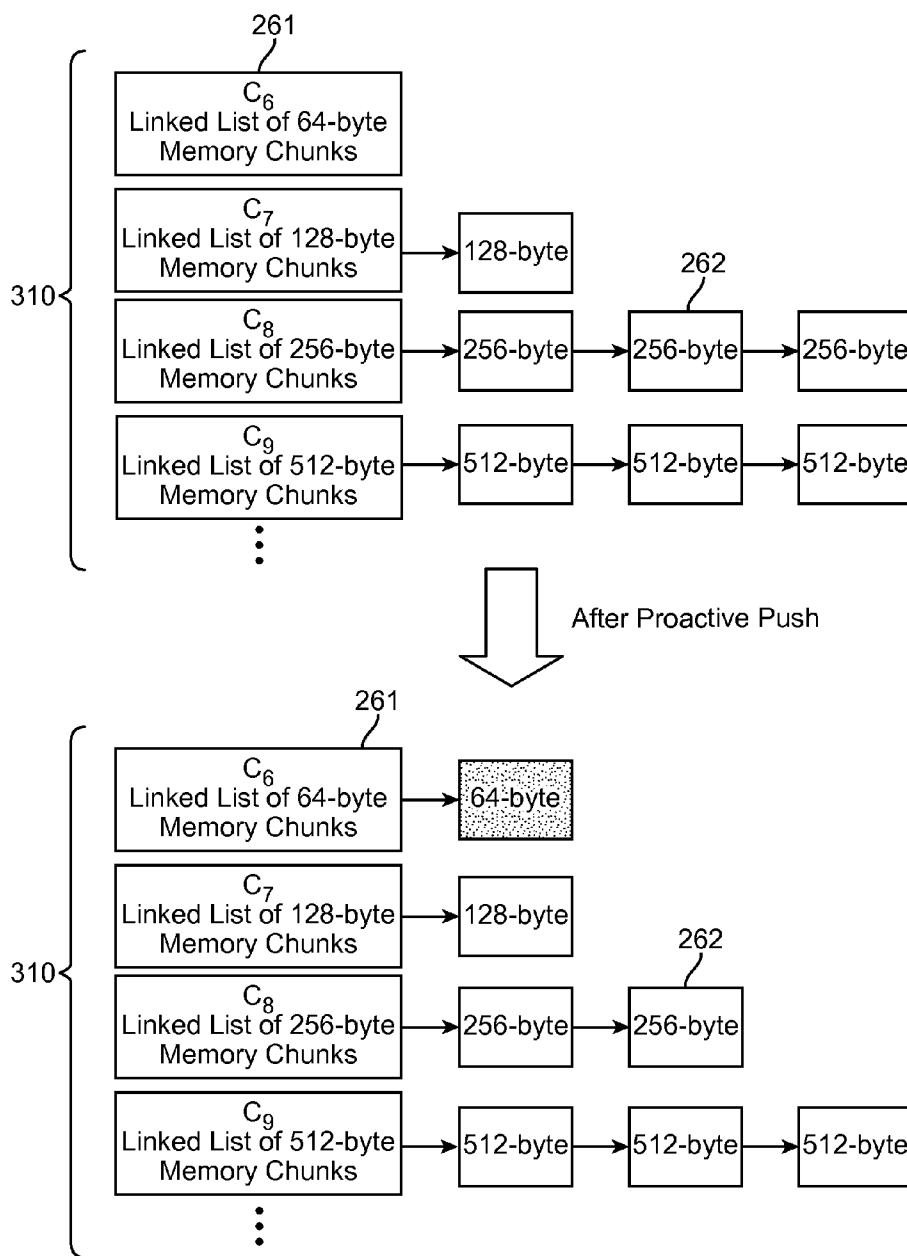 261
C6
Linked List of 64-byte
Memory Chunks
C7
Linked List of 128-byte
Memory Chunks
128-byte
262
310
C8
Linked List of 256-byte
Memory Chunks
256-byte
256-byte
256-byte
C9
Linked List of 512-byte
Memory Chunks
512-byte
512-byte
512-byte
After Proactive Push
261
C6
Linked List of 64-byte
Memory Chunks
64-byte
C7
Linked List of 128-byte
Memory Chunks
128-byte
262
310
C8
Linked List of 256-byte
Memory Chunks
256-byte
256-byte
C9
Linked List of 512-byte
Memory Chunks
512-byte
512-byte
512-byte